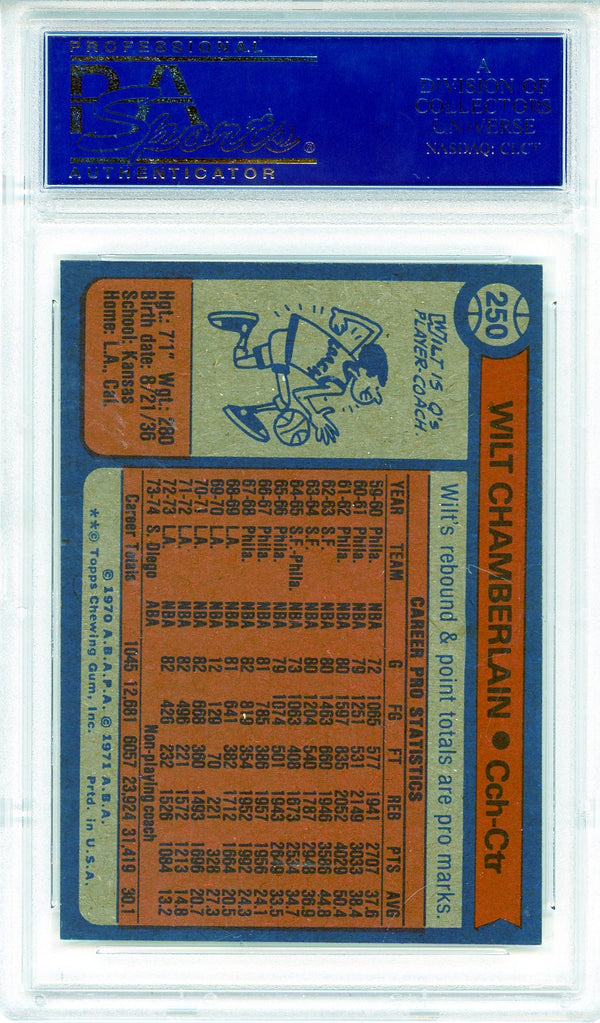 PROFESSIONAL
PSA
Sports®
AUTHENTICATOR
A
DIVISION OF
COLLECTORS
UNIVERSE
NASDAQ: CLCT
250
WILT CHAMBERLAIN ● Cch-Ctr
WILT IS Q'S
PLAYER-COACH.
Hgt.: 7'1" Wgt.: 280
Birth date: 8/21/36
School: Kansas
Home: L.A., Cal.
Wilt's rebound & point totals are pro marks.
CAREER PRO STATISTICS
YEAR TEAM G FG FT REB PTS AVG
59-60 Phila. NBA 72 1065 577 1941 2707 37.6
60-61 Phila. NBA 79 1251 531 2149 3033 38.4
61-62 Phila. NBA 80 1597 835 2052 4029 50.4
62-63 S.F. NBA 80 1463 660 1946 3586 44.8
63-64 S.F. NBA 80 1204 540 1787 2948 36.9
64-65 S.F.-Phila. NBA 73 1063 408 1673 2534 34.7
65-66 Phila. NBA 79 1074 501 1943 2649 33.5
66-67 Phila. NBA 81 785 386 1957 1956 24.1
67-68 Phila. NBA 82 819 354 1952 1992 24.3
68-69 L.A. NBA 81 641 382 1712 1664 20.5
69-70 L.A. NBA 12 129 70 221 328 27.3
70-71 L.A. NBA 82 668 360 1493 1696 20.7
71-72 L.A. NBA 82 496 221 1572 1213 14.8
72-73 L.A. NBA 82 426 232 1526 1084 13.2
73-74 S. Diego ABA Non-playing coach
Career Totals 1045 12,681 6057 23,924 31,419 30.1
© 1970 A.B.A.P.A. © 1971 A.B.A.
**© Topps Chewing Gum, Inc. Prtd. in U.S.A.